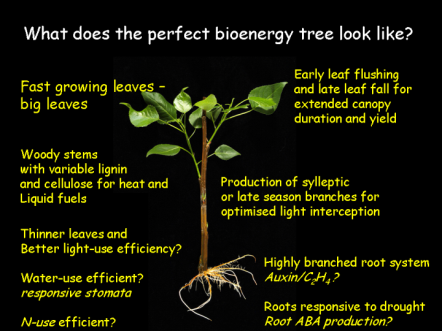 What does the perfect bioenergy tree look like?
Fast growing leaves –
big leaves
Early leaf flushing
and late leaf fall for
extended canopy
duration and yield
Woody stems
with variable lignin
and cellulose for heat and
Liquid fuels
Production of sylleptic
or late season branches for
optimised light interception
Thinner leaves and
Better light-use efficiency?
Water-use efficient?
responsive stomata
N-use efficient?
Highly branched root system
Auxin/C₂H₄?
Roots responsive to drought
Root ABA production?